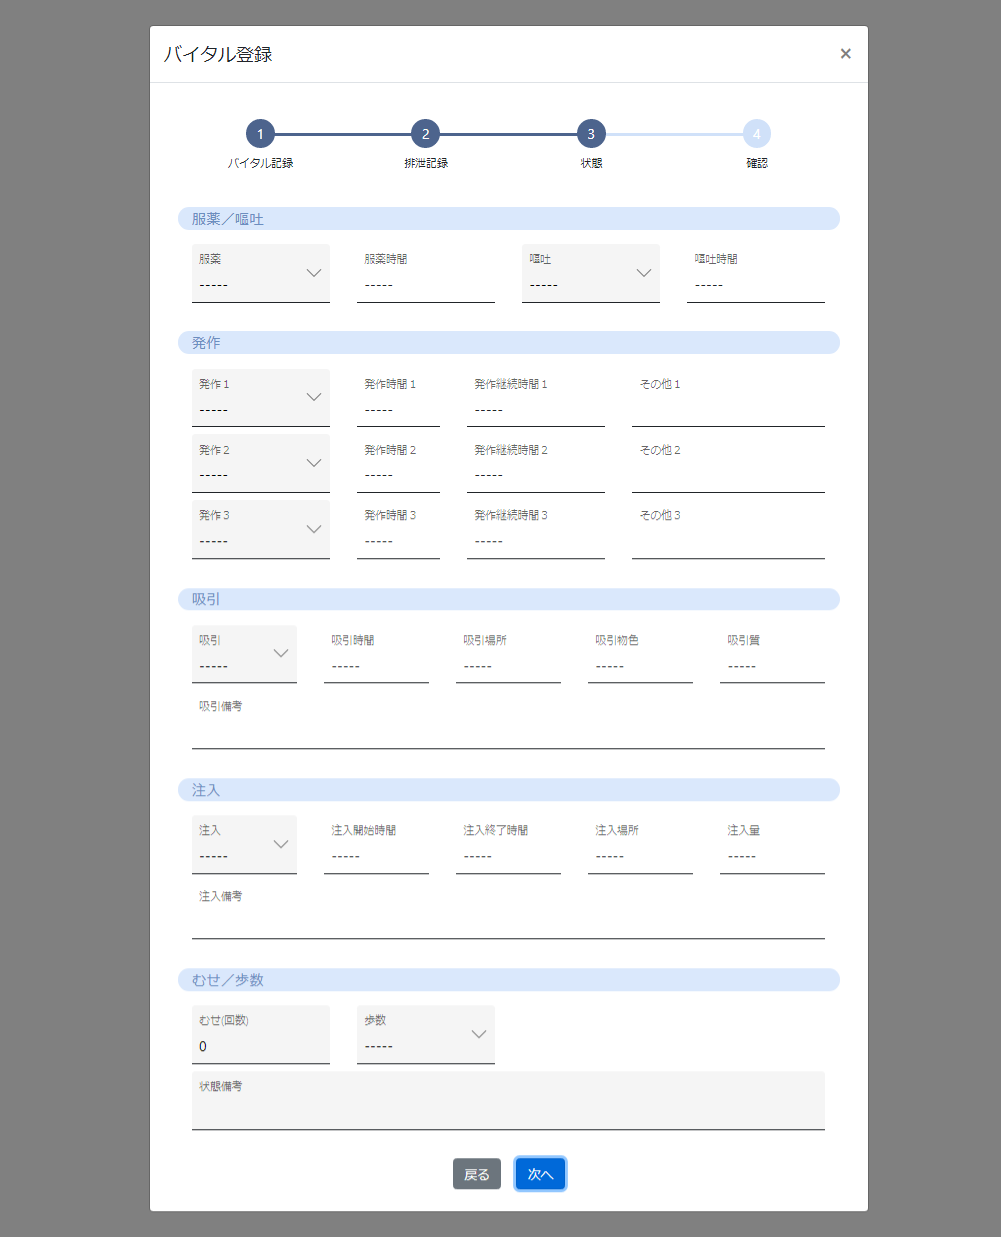 バイタル登録 ×
1 2 3 4
バイタル記録 排泄記録 状態 確認
服薬／嘔吐
服薬 服薬時間 嘔吐 嘔吐時間
----- ----- ----- -----
発作
発作1 発作時間1 発作継続時間1 その他1
----- ----- -----
発作2 発作時間2 発作継続時間2 その他2
----- ----- -----
発作3 発作時間3 発作継続時間3 その他3
----- ----- -----
吸引
吸引 吸引時間 吸引場所 吸引物色 吸引質
----- ----- ----- ----- -----
吸引備考
注入
注入 注入開始時間 注入終了時間 注入場所 注入量
----- ----- ----- ----- -----
注入備考
むせ／歩数
むせ(回数) 歩数
0 -----
状態備考
戻る 次へ